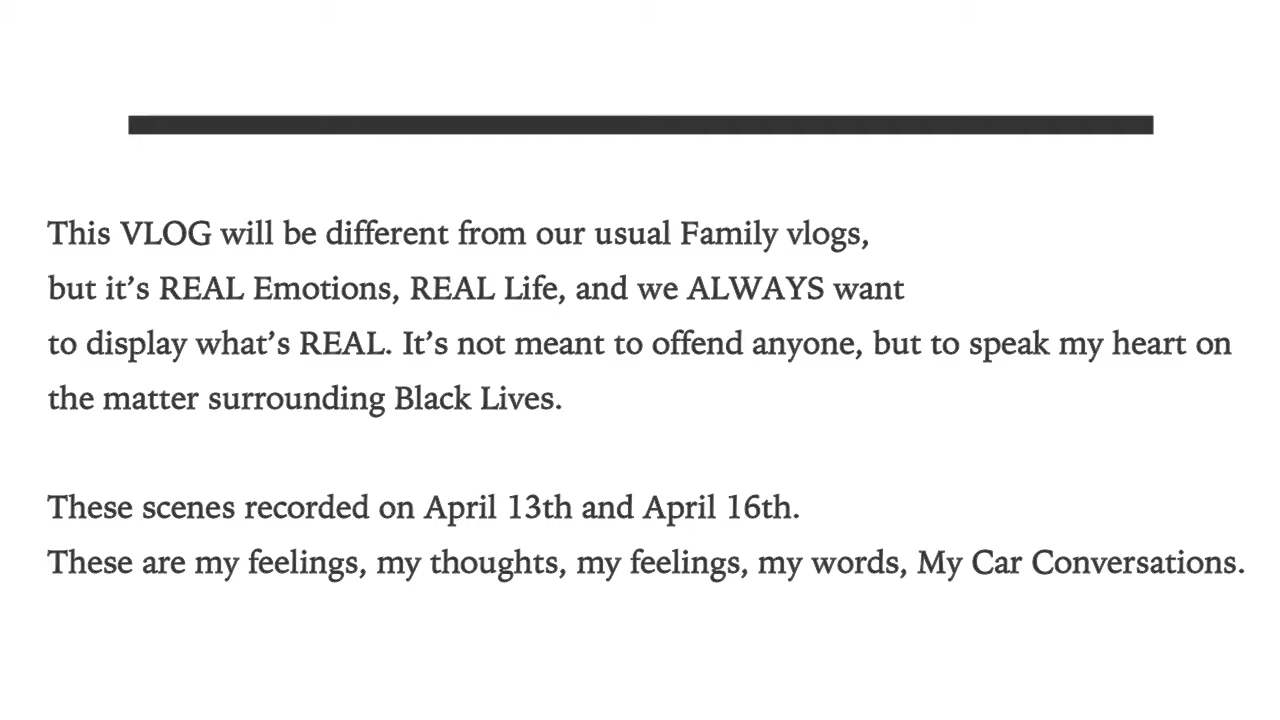 This VLOG will be different from our usual Family vlogs,
but it’s REAL Emotions, REAL Life, and we ALWAYS want
to display what’s REAL. It’s not meant to offend anyone, but to speak my heart on
the matter surrounding Black Lives.
These scenes recorded on April 13th and April 16th.
These are my feelings, my thoughts, my feelings, my words, My Car Conversations.